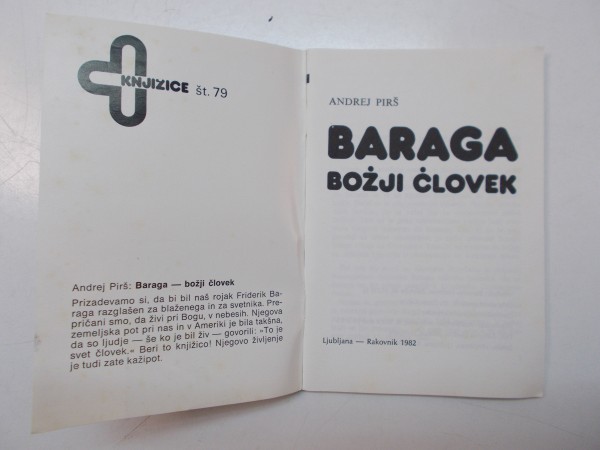 KNJIŽICE št. 79
Andrej Pirš: Baraga — božji človek
Prizadevamo si, da bi bil naš rojak Friderik Ba-
raga razglašen za blaženega in za svetnika. Pre-
pričani smo, da živi pri Bogu, v nebesih. Njegova
zemeljska pot pri nas in v Ameriki je bila takšna,
da so ljudje — še ko je bil živ — govorili: »To je
svet človek.« Beri to knjižico! Njegovo življenje
je tudi zate kažipot.
ANDREJ PIRŠ
BARAGA
BOŽJI ČLOVEK
Ljubljana — Rakovnik 1982